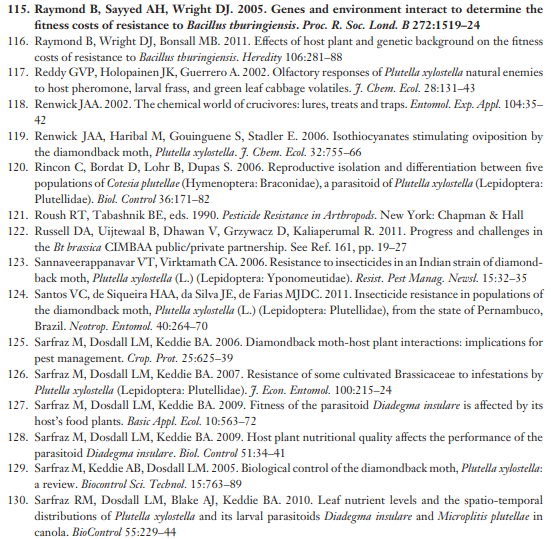 115. Raymond B, Sayyed AH, Wright DJ. 2005. Genes and environment interact to determine the
fitness costs of resistance to Bacillus thuringiensis. Proc. R. Soc. Lond. B 272:1519–24
116. Raymond B, Wright DJ, Bonsall MB. 2011. Effects of host plant and genetic background on the fitness
costs of resistance to Bacillus thuringiensis. Heredity 106:281–88
117. Reddy GVP, Holopainen JK, Guerrero A. 2002. Olfactory responses of Plutella xylostella natural enemies
to host pheromone, larval frass, and green leaf cabbage volatiles. J. Chem. Ecol. 28:131–43
118. Renwick JAA. 2002. The chemical world of crucivores: lures, treats and traps. Entomol. Exp. Appl. 104:35–
42
119. Renwick JAA, Haribal M, Gouinguene S, Stadler E. 2006. Isothiocyanates stimulating oviposition by
the diamondback moth, Plutella xylostella. J. Chem. Ecol. 32:755–66
120. Rincon C, Bordat D, Lohr B, Dupas S. 2006. Reproductive isolation and differentiation between five
populations of Cotesia plutellae (Hymenoptera: Braconidae), a parasitoid of Plutella xylostella (Lepidoptera:
Plutellidae). Biol. Control 36:171–82
121. Roush RT, Tabashnik BE, eds. 1990. Pesticide Resistance in Arthropods. New York: Chapman & Hall
122. Russell DA, Uijtewaal B, Dhawan V, Grzywacz D, Kaliaperumal R. 2011. Progress and challenges in
the Bt brassica CIMBAA public/private partnership. See Ref. 161, pp. 19–27
123. Sannaveerappanavar VT, Virktamath CA. 2006. Resistance to insecticides in an Indian strain of diamond-
back moth, Plutella xylostella (L.) (Lepidoptera: Yponomeutidae). Resist. Pest Manag. Newsl. 15:32–35
124. Santos VC, de Siqueira HAA, da Silva JE, de Farias MJDC. 2011. Insecticide resistance in populations of
the diamondback moth, Plutella xylostella (L.) (Lepidoptera: Plutellidae), from the state of Pernambuco,
Brazil. Neotrop. Entomol. 40:264–70
125. Sarfraz M, Dosdall LM, Keddie BA. 2006. Diamondback moth-host plant interactions: implications for
pest management. Crop. Prot. 25:625–39
126. Sarfraz M, Dosdall LM, Keddie BA. 2007. Resistance of some cultivated Brassicaceae to infestations by
Plutella xylostella (Lepidoptera: Plutellidae). J. Econ. Entomol. 100:215–24
127. Sarfraz M, Dosdall LM, Keddie BA. 2009. Fitness of the parasitoid Diadegma insulare is affected by its
host's food plants. Basic Appl. Ecol. 10:563–72
128. Sarfraz M, Dosdall LM, Keddie BA. 2009. Host plant nutritional quality affects the performance of the
parasitoid Diadegma insulare. Biol. Control 51:34–41
129. Sarfraz M, Keddie AB, Dosdall LM. 2005. Biological control of the diamondback moth, Plutella xylostella:
a review. Biocontrol Sci. Technol. 15:763–89
130. Sarfraz RM, Dosdall LM, Blake AJ, Keddie BA. 2010. Leaf nutrient levels and the spatio-temporal
distributions of Plutella xylostella and its larval parasitoids Diadegma insulare and Microplitis plutellae in
canola. BioControl 55:229–44